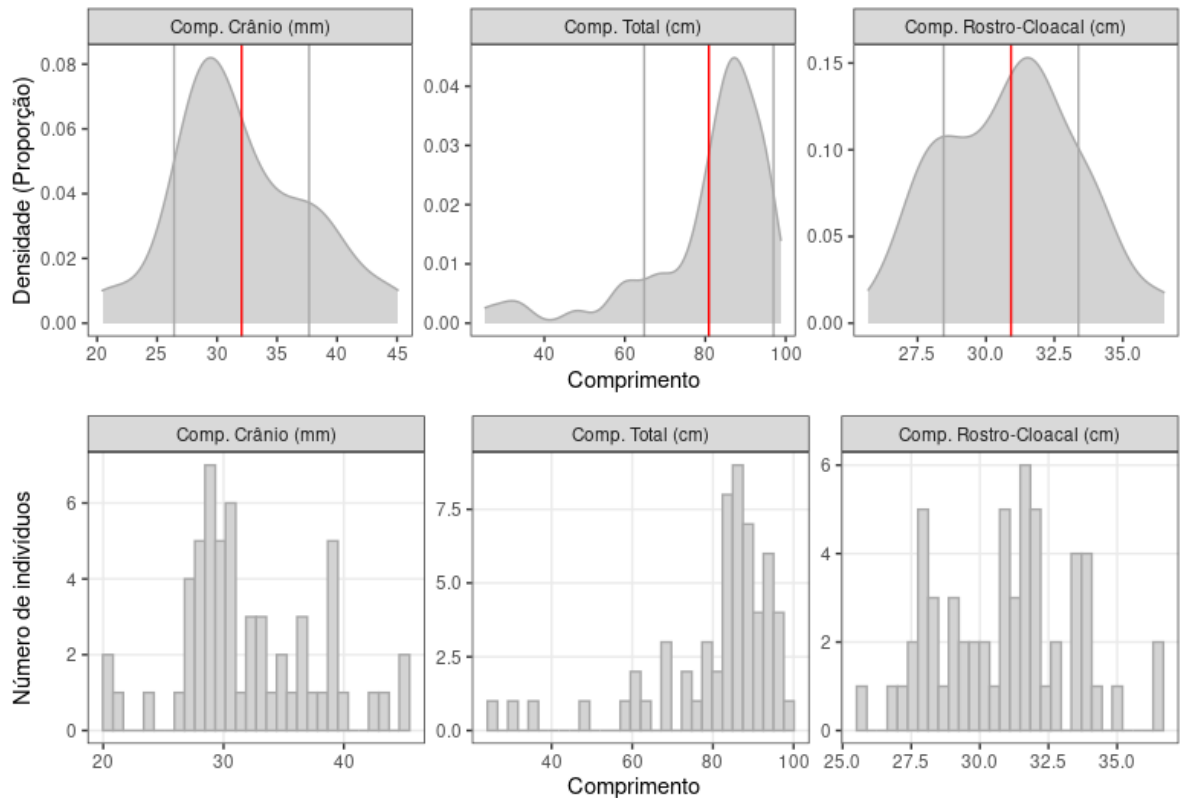 Comp. Crânio (mm)
Comp. Total (cm)
Comp. Rostro-Cloacal (cm)
Densidade (Proporção)
0.08
0.06
0.04
0.02
0.00
20 25 30 35 40 45
0.04
0.03
0.02
0.01
0.00
40 60 80 100
0.15
0.10
0.05
0.00
27.5 30.0 32.5 35.0
Comprimento
Comp. Crânio (mm)
Comp. Total (cm)
Comp. Rostro-Cloacal (cm)
Número de indivíduos
6
4
2
0
20 30 40
7.5
5.0
2.5
0.0
40 60 80 100
6
4
2
0
25.0 27.5 30.0 32.5 35.0
Comprimento